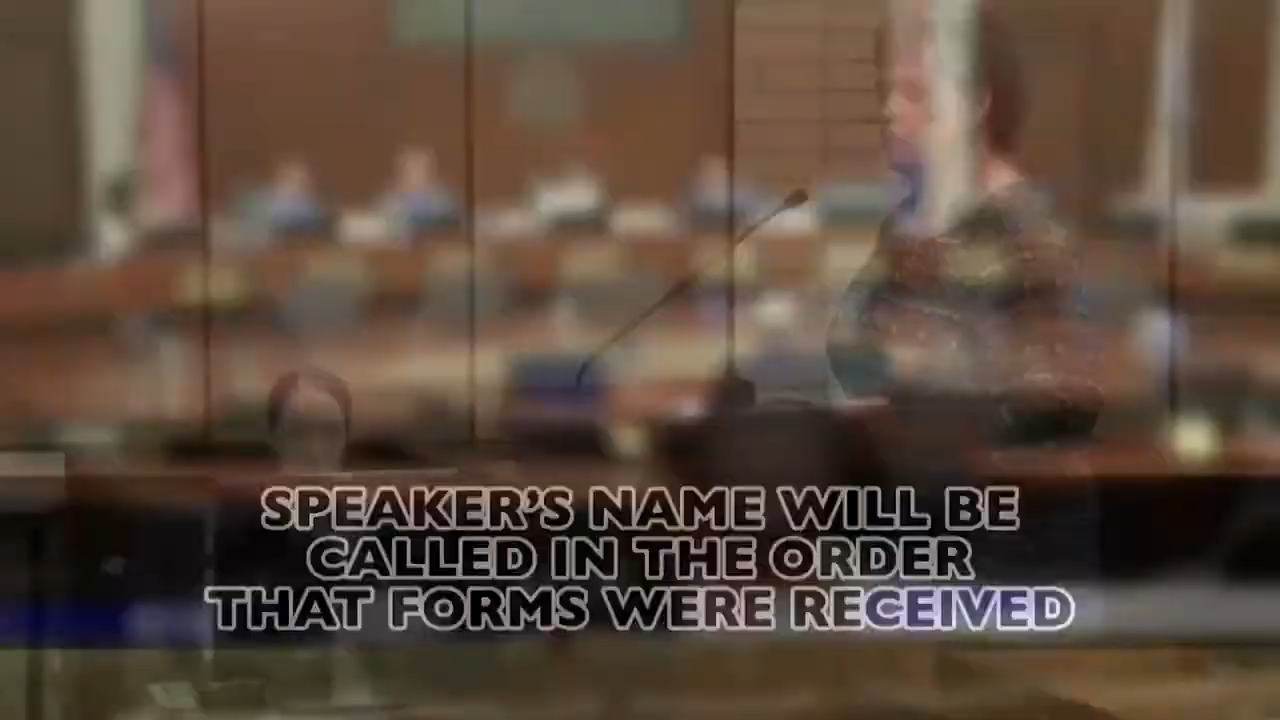 SPEAKER'S NAME WILL BE
CALLED IN THE ORDER
THAT FORMS WERE RECEIVED